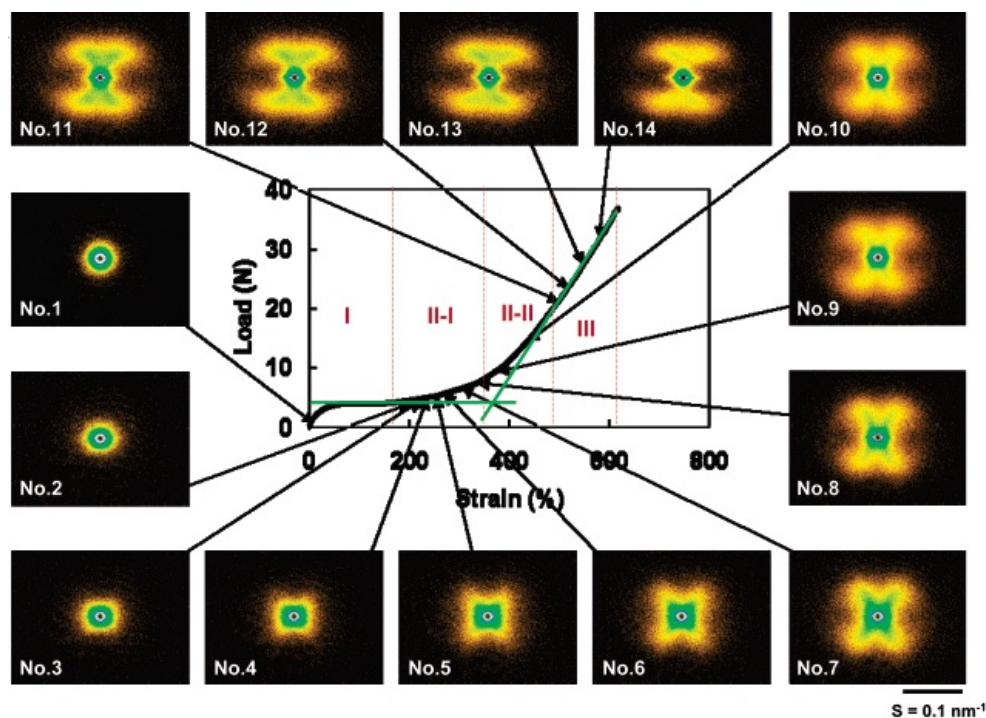 No.11
No.12
No.13
No.14
No.10
No.1
No.9
No.2
No.8
No.3
No.4
No.5
No.6
No.7
Load (N)
40
30
20
10
0
I
II-I
II-II
III
0 200 400 600 800
Strain (%)
S = 0.1 nm-1